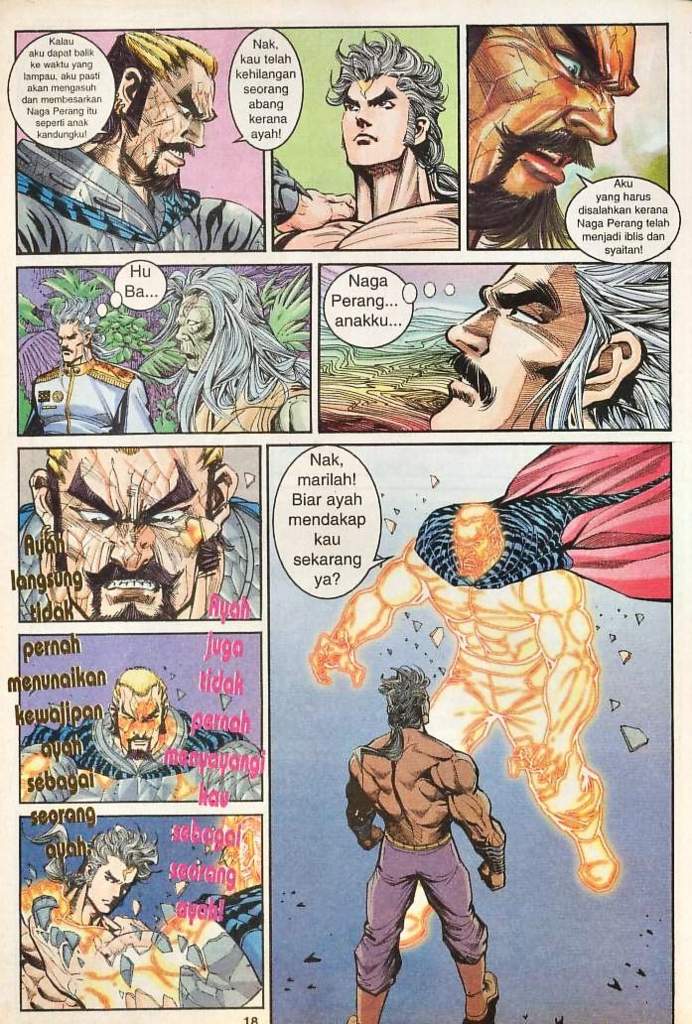 Kalau
aku dapat balik
ke waktu yang
lampau, aku pasti
akan mengasuh
dan membesarkan
Naga Perang itu
seperti anak
kandungku!
Nak,
kau telah
kehilangan
seorang
abang
kerana
ayah!
Aku
yang harus
disalahkan kerana
Naga Perang telah
menjadi iblis dan
syaitan!
Hu
Ba...
Naga
Perang...
anakku...
Ayah
langsung
tidak
pernah
menunaikan
kewajipan
ayah
sebagai
seorang
ayah
Ayah
juga
tidak
pernah
menyayangi
kau
sebagai
seorang
ayah!
Nak,
marilah!
Biar ayah
mendakap
kau
sekarang
ya?
18